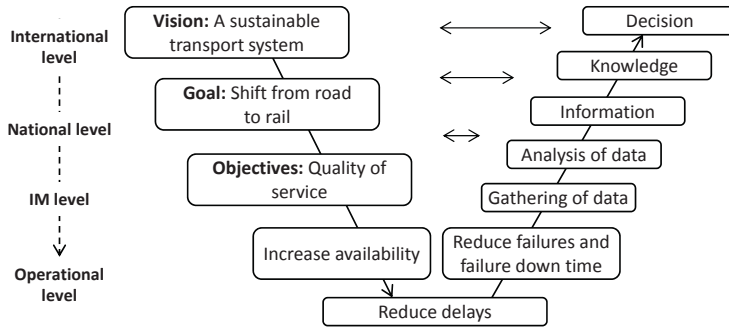 International
level
National level
IM level
Operational
level
Vision: A sustainable
transport system
Goal: Shift from road
to rail
Objectives: Quality of
service
Increase availability
Reduce delays
Reduce failures and
failure down time
Gathering of data
Analysis of data
Information
Knowledge
Decision